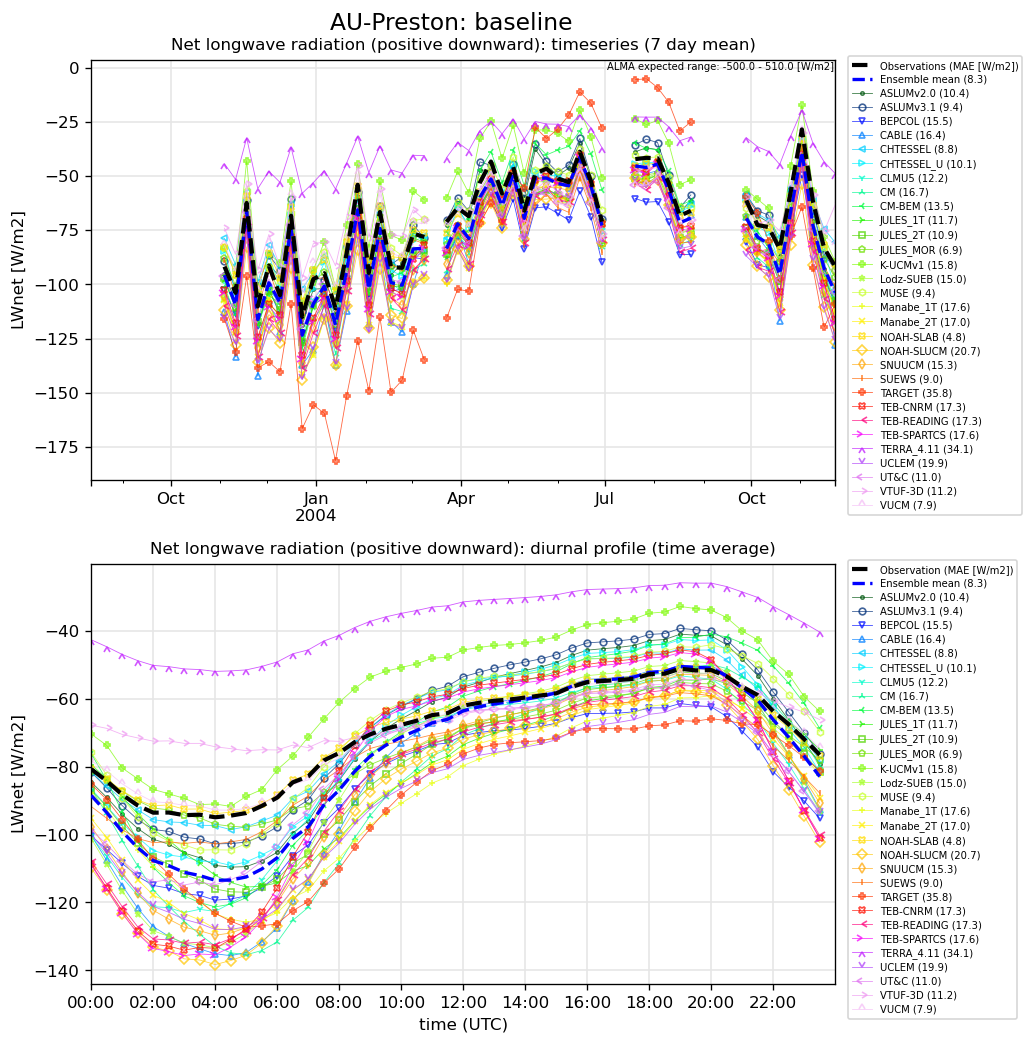 AU-Preston: baseline
Net longwave radiation (positive downward): timeseries (7 day mean)
ALMA expected range: -500.0 - 510.0 [W/m2]
LWnet [W/m2]
0
−25
−50
−75
−100
−125
−150
−175
Oct
Jan
2004
Apr
Jul
Oct
Observations (MAE [W/m2])
Ensemble mean (8.3)
ASLUMv2.0 (10.4)
ASLUMv3.1 (9.4)
BEPCOL (15.5)
CABLE (16.4)
CHTESSEL (8.8)
CHTESSEL_U (10.1)
CLMU5 (12.2)
CM (16.7)
CM-BEM (13.5)
JULES_1T (11.7)
JULES_2T (10.9)
JULES_MOR (6.9)
K-UCMv1 (15.8)
Lodz-SUEB (15.0)
MUSE (9.4)
Manabe_1T (17.6)
Manabe_2T (17.0)
NOAH-SLAB (4.8)
NOAH-SLUCM (20.7)
SNUUCM (15.3)
SUEWS (9.0)
TARGET (35.8)
TEB-CNRM (17.3)
TEB-READING (17.3)
TEB-SPARTCS (17.6)
TERRA_4.11 (34.1)
UCLEM (19.9)
UT&C (11.0)
VTUF-3D (11.2)
VUCM (7.9)
Net longwave radiation (positive downward): diurnal profile (time average)
LWnet [W/m2]
−40
−60
−80
−100
−120
−140
00:00
02:00
04:00
06:00
08:00
10:00
12:00
14:00
16:00
18:00
20:00
22:00
time (UTC)
Observation (MAE [W/m2])
Ensemble mean (8.3)
ASLUMv2.0 (10.4)
ASLUMv3.1 (9.4)
BEPCOL (15.5)
CABLE (16.4)
CHTESSEL (8.8)
CHTESSEL_U (10.1)
CLMU5 (12.2)
CM (16.7)
CM-BEM (13.5)
JULES_1T (11.7)
JULES_2T (10.9)
JULES_MOR (6.9)
K-UCMv1 (15.8)
Lodz-SUEB (15.0)
MUSE (9.4)
Manabe_1T (17.6)
Manabe_2T (17.0)
NOAH-SLAB (4.8)
NOAH-SLUCM (20.7)
SNUUCM (15.3)
SUEWS (9.0)
TARGET (35.8)
TEB-CNRM (17.3)
TEB-READING (17.3)
TEB-SPARTCS (17.6)
TERRA_4.11 (34.1)
UCLEM (19.9)
UT&C (11.0)
VTUF-3D (11.2)
VUCM (7.9)